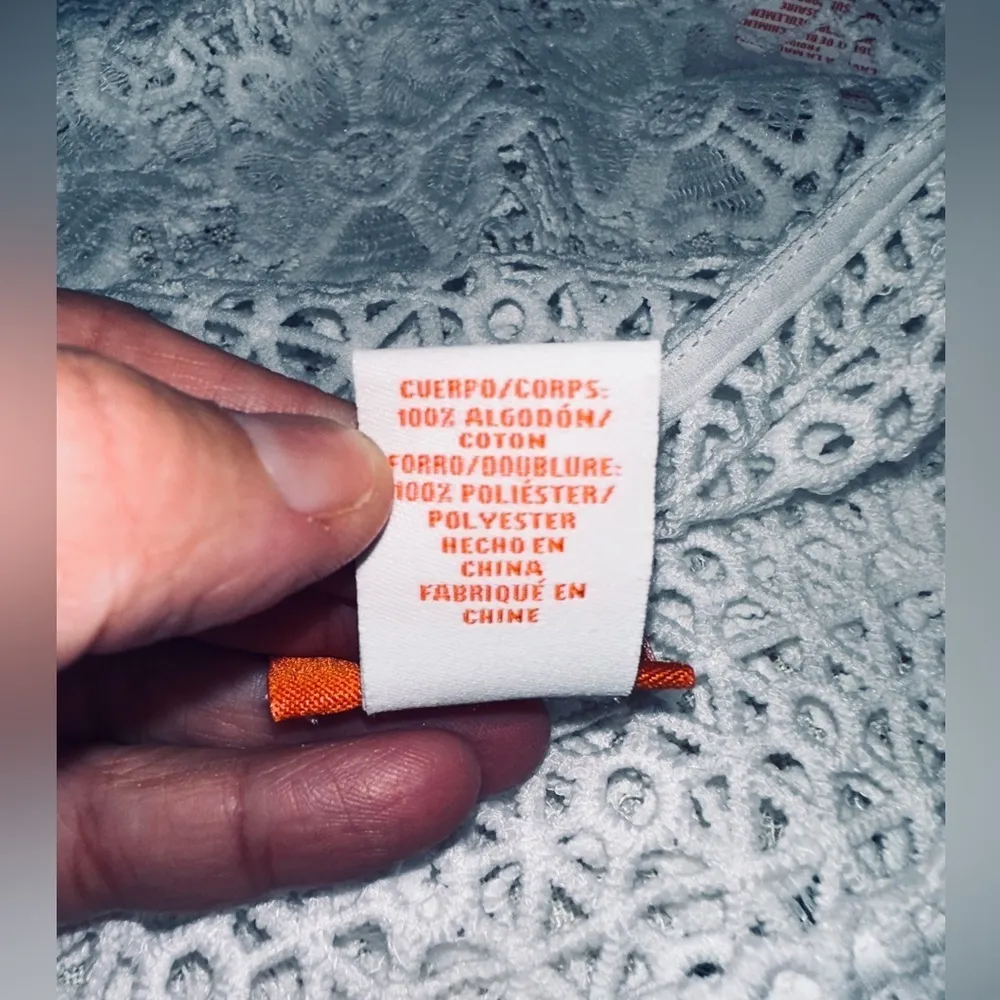 CUERPO/CORPS:
100% ALGODÓN/
COTON
FORRO/DOUBLURE:
100% POLIÉSTER/
POLYESTER
HECHO EN
CHINA
FABRIQUÉ EN
CHINE